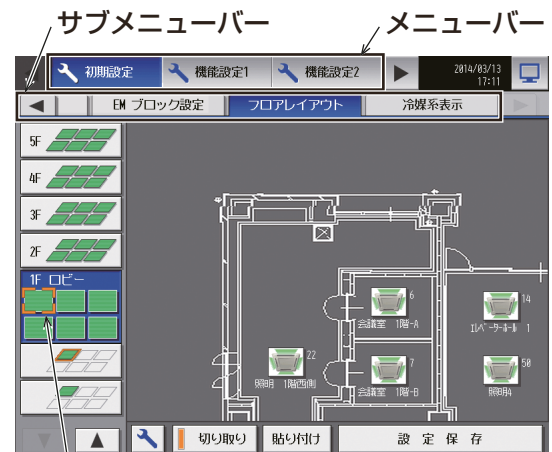 サブメニューバー
メニューバー
初期設定
機能設定1
機能設定2
2014/03/13
17:11
EM ブロック設定
フロアレイアウト
冷媒系表示
5F
4F
3F
2F
1F ロビー
6
会議室 1階-A
14
エレベータホール 1
22
照明 1階西側
7
会議室 1階-B
50
照明4
切り取り
貼り付け
設定保存